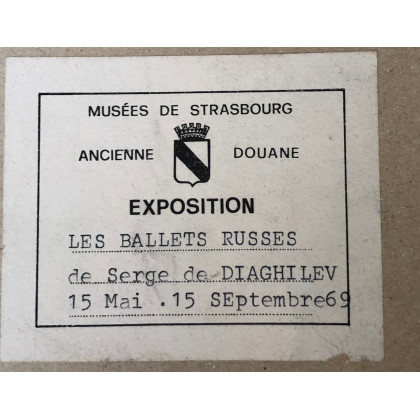 MUSÉES DE STRASBOURG
ANCIENNE DOUANE
EXPOSITION
LES BALLETS RUSSES
de Serge de DIAGHILEV
15 Mai .15 SEptembre69